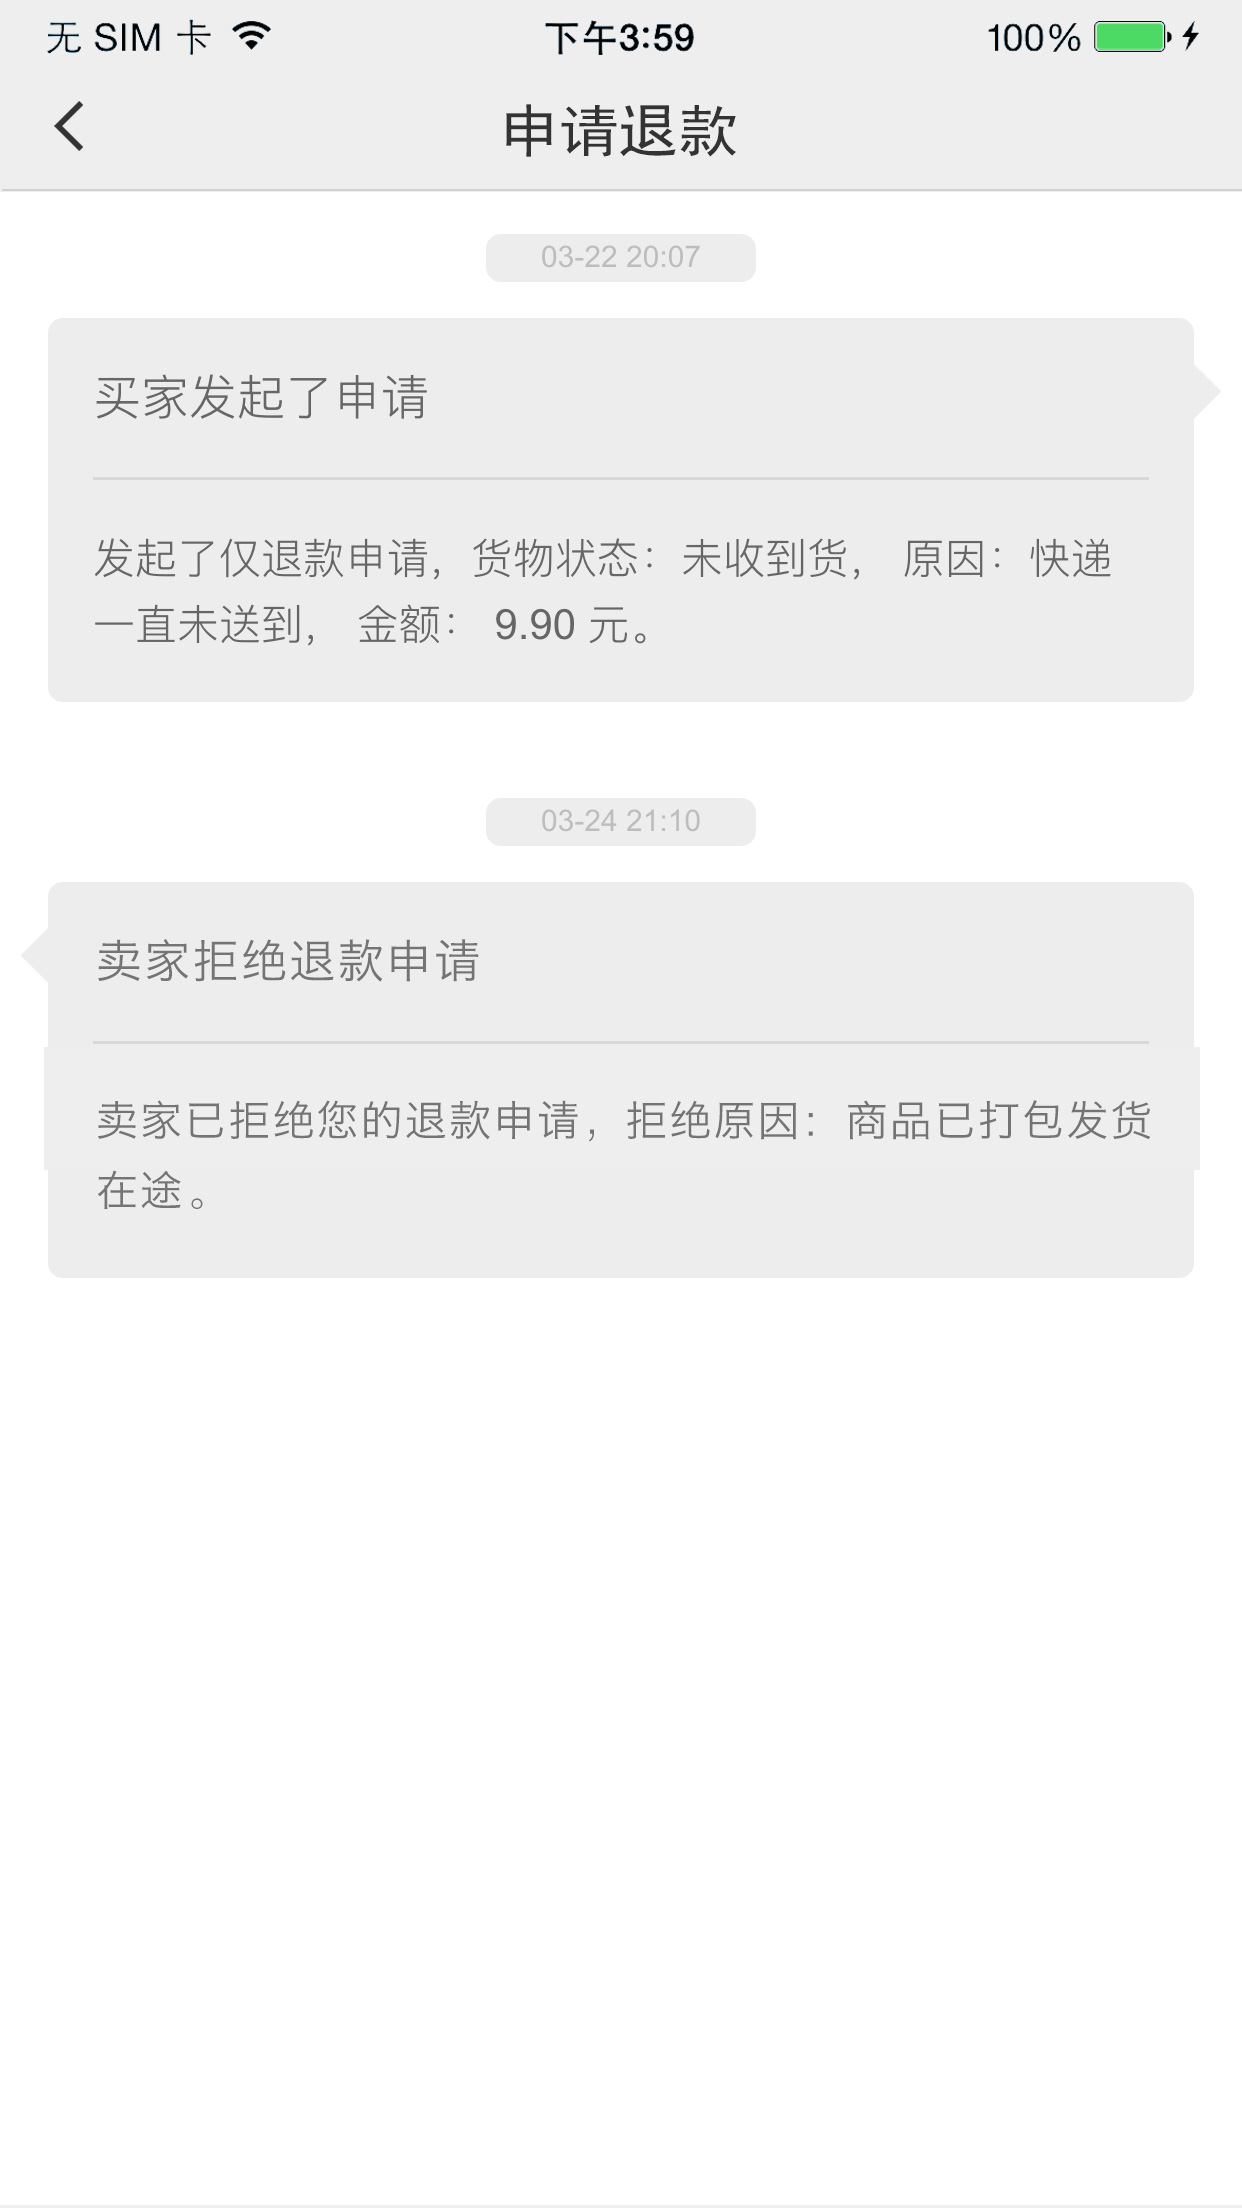 无 SIM 卡 下午3:59 100%
申请退款
03-22 20:07
买家发起了申请
发起了仅退款申请，货物状态：未收到货， 原因：快递
一直未送到， 金额： 9.90 元。
03-24 21:10
卖家拒绝退款申请
卖家已拒绝您的退款申请，拒绝原因：商品已打包发货
在途。